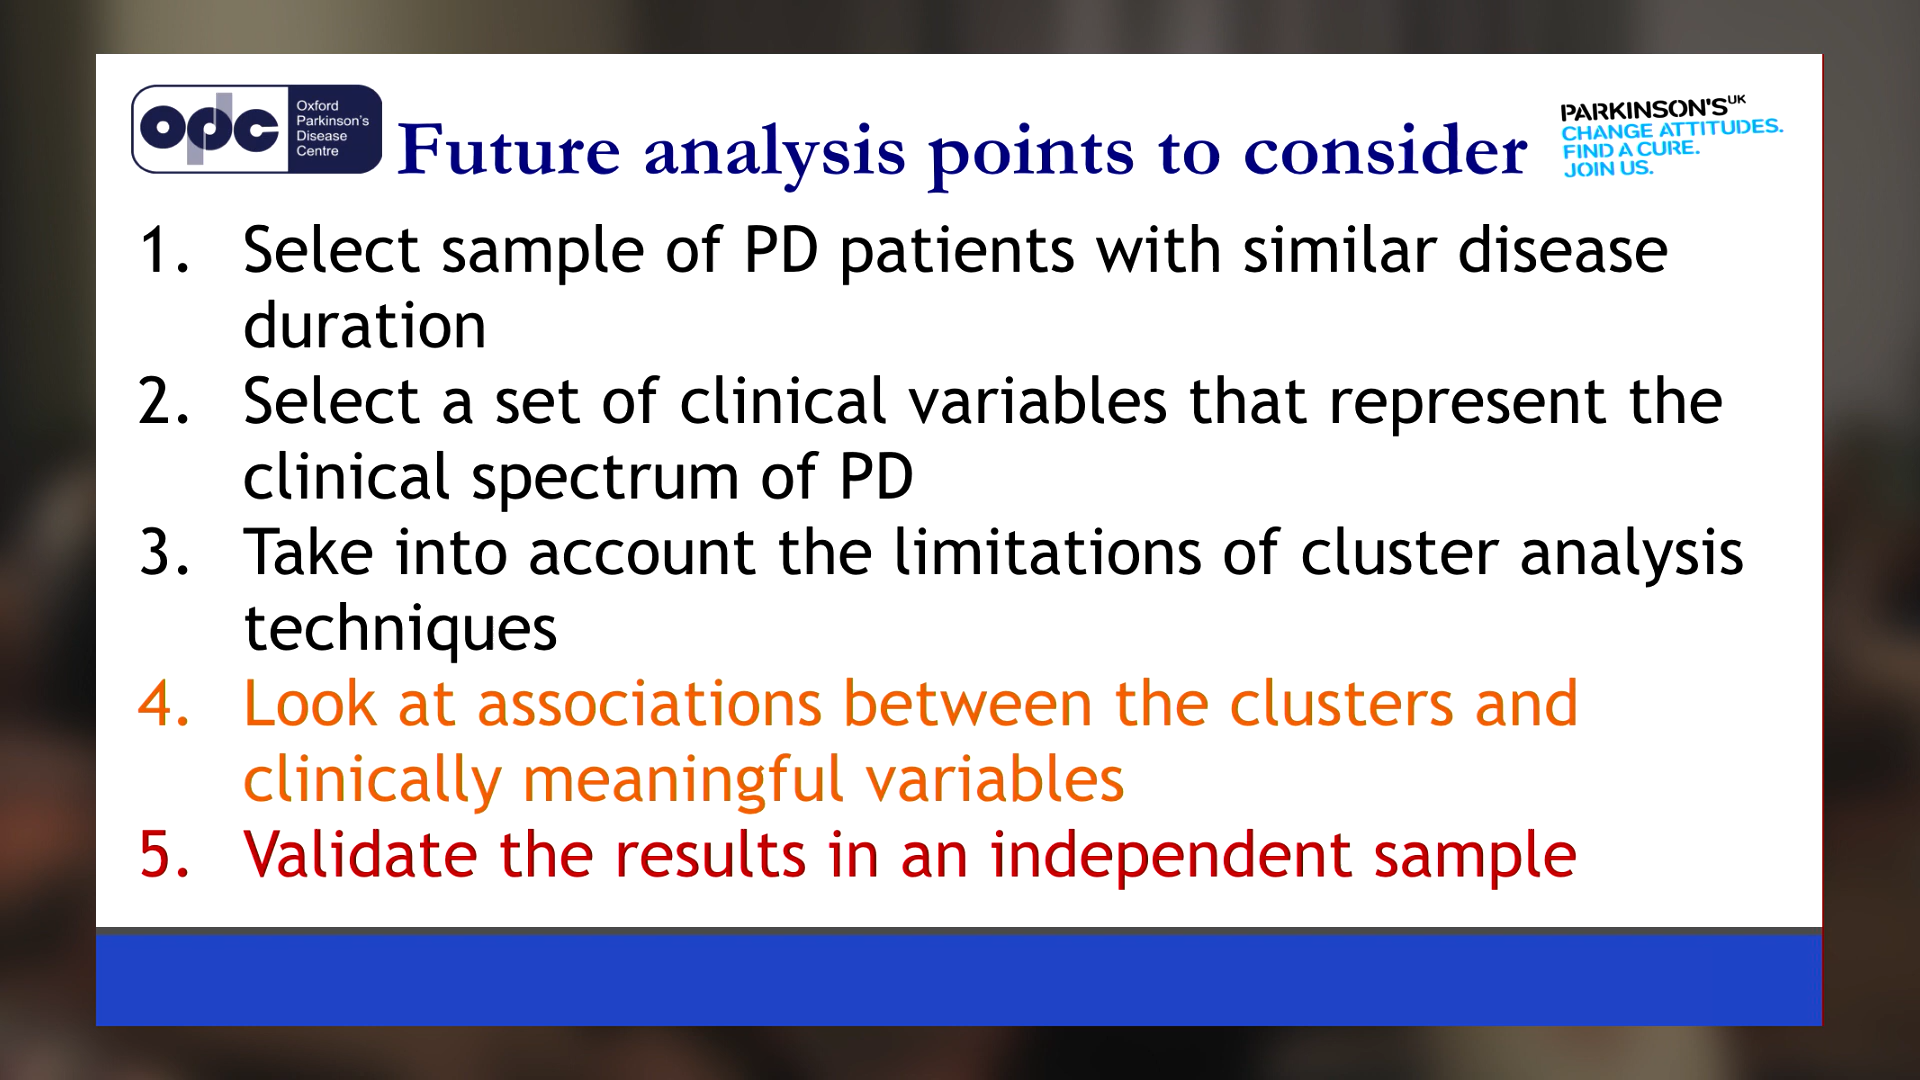 opdc
Oxford
Parkinson's
Disease
Centre
Future analysis points to consider
PARKINSON'S UK
CHANGE ATTITUDES.
FIND A CURE.
JOIN US.
1. Select sample of PD patients with similar disease
duration
2. Select a set of clinical variables that represent the
clinical spectrum of PD
3. Take into account the limitations of cluster analysis
techniques
4. Look at associations between the clusters and
clinically meaningful variables
5. Validate the results in an independent sample